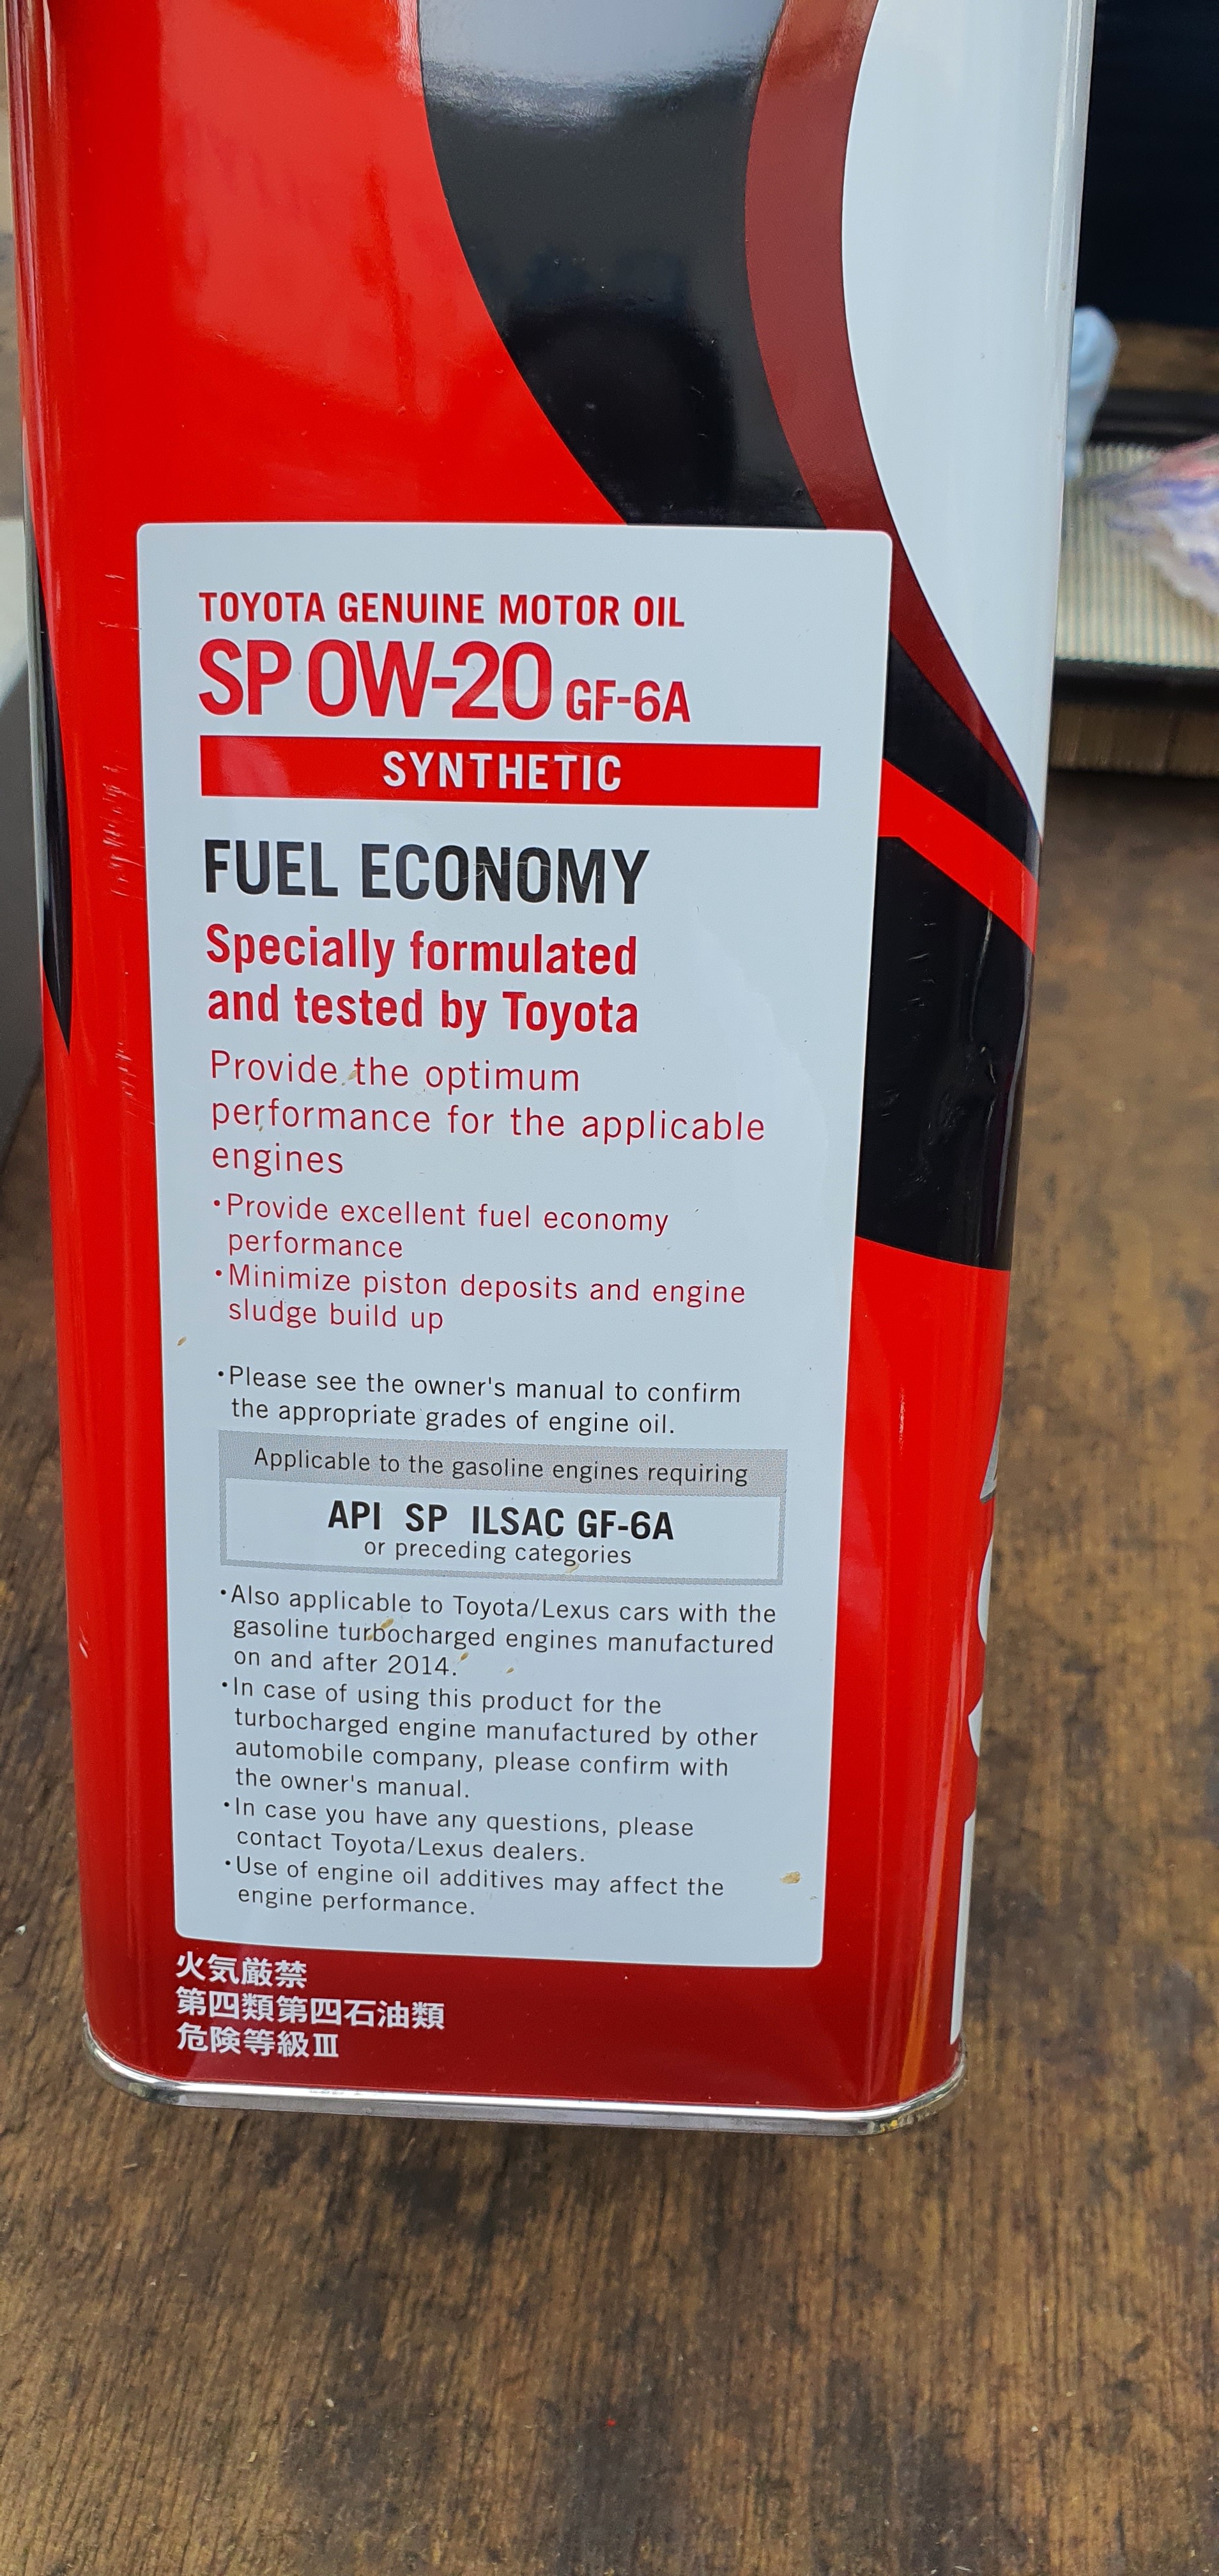 TOYOTA GENUINE MOTOR OIL
SP 0W-20 GF-6A
SYNTHETIC
FUEL ECONOMY
Specially formulated
and tested by Toyota
Provide the optimum
performance for the applicable
engines
・Provide excellent fuel economy
performance
・Minimize piston deposits and engine
sludge build up
・Please see the owner's manual to confirm
the appropriate grades of engine oil.
Applicable to the gasoline engines requiring
API SP ILSAC GF-6A
or preceding categories
・Also applicable to Toyota/Lexus cars with the
gasoline turbocharged engines manufactured
on and after 2014.
・In case of using this product for the
turbocharged engine manufactured by other
automobile company, please confirm with
the owner's manual.
・In case you have any questions, please
contact Toyota/Lexus dealers.
・Use of engine oil additives may affect the
engine performance.
火気厳禁
第四類第四石油類
危険等級Ⅲ